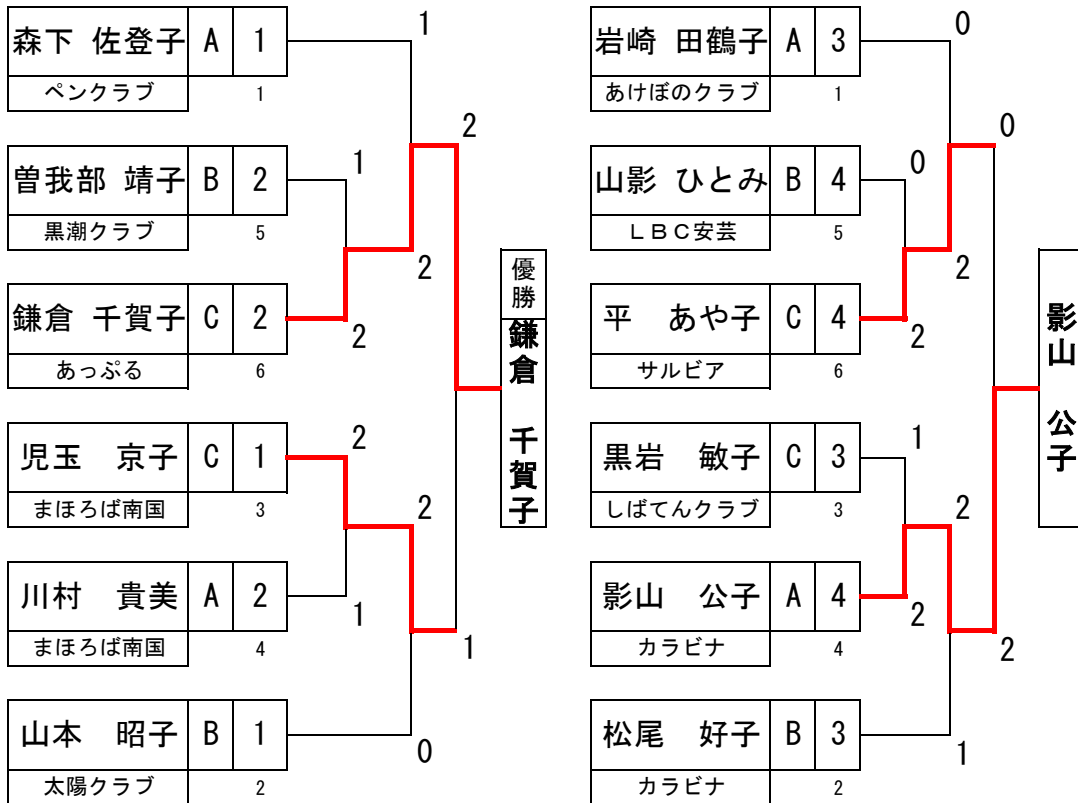 森下 佐登子 A 1
ペンクラブ 1
1
曽我部 靖子 B 2
黒潮クラブ 5
1
2
鎌倉 千賀子 C 2
あっぷる 6
2
2
児玉 京子 C 1
まほろば南国 3
2
2
川村 貴美 A 2
まほろば南国 4
1
1
山本 昭子 B 1
太陽クラブ 2
0
優勝
鎌倉 千賀子
岩崎 田鶴子 A 3
あけぼのクラブ 1
0
山影 ひとみ B 4
LBC安芸 5
0
0
平 あや子 C 4
サルビア 6
2
2
黒岩 敏子 C 3
しばてんクラブ 3
1
2
影山 公子 A 4
カラビナ 4
2
2
松尾 好子 B 3
カラビナ 2
1
影山 公子